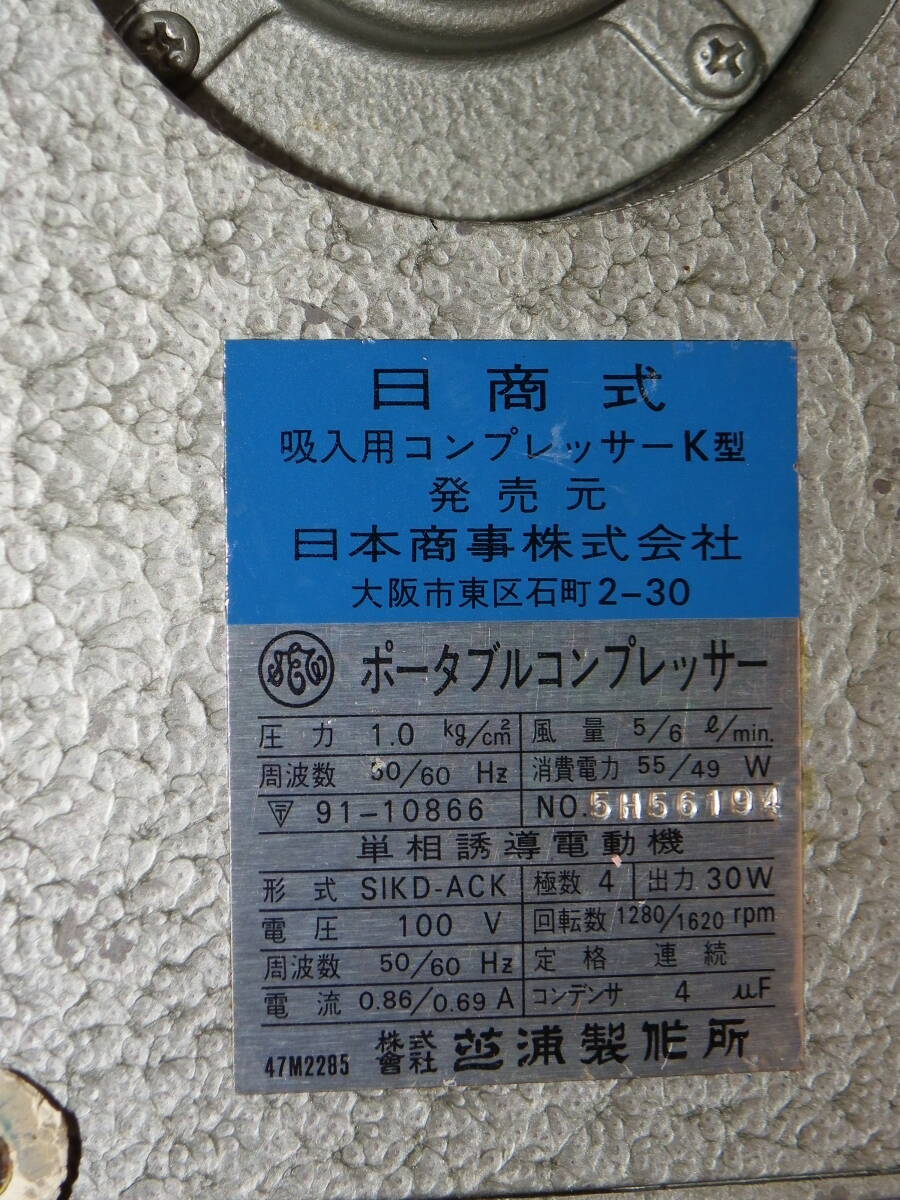 日商式
吸入用コンプレッサーK型
発売元
日本商事株式会社
大阪市東区石町2-30
ポータブルコンプレッサー
圧力 1.0 kg/cm² 風量 5/6 ℓ/min.
周波数 50/60 Hz 消費電力 55/49 W
〒 91-10866 NO.5H56194
単相誘導電動機
形式 SIKD-ACK 極数 4 出力 30W
電圧 100 V 回転数 1280/1620 rpm
周波数 50/60 Hz 定格 連続
電流 0.86/0.69 A コンデンサ 4 μF
47M2285 株式會社 芝浦製作所